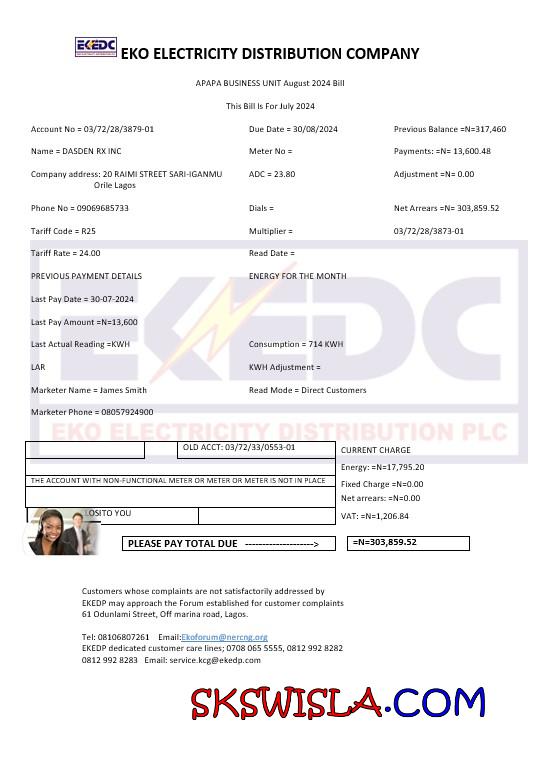 EKEDC
EKO ELECTRICITY DISTRIBUTION COMPANY
APAPA BUSINESS UNIT August 2024 Bill
This Bill Is For July 2024
Account No = 03/72/28/3879-01 Due Date = 30/08/2024 Previous Balance =N=317,460
Name = DASDEN RX INC Meter No = Payments: =N= 13,600.48
Company address: 20 RAIMI STREET SARI-IGANMU ADC = 23.80 Adjustment =N= 0.00
Orile Lagos
Phone No = 09069685733 Dials = Net Arrears =N= 303,859.52
Tariff Code = R25 Multiplier = 03/72/28/3873-01
Tariff Rate = 24.00 Read Date =
PREVIOUS PAYMENT DETAILS ENERGY FOR THE MONTH
Last Pay Date = 30-07-2024
Last Pay Amount =N=13,600
Last Actual Reading =KWH Consumption = 714 KWH
LAR KWH Adjustment =
Marketer Name = James Smith Read Mode = Direct Customers
Marketer Phone = 08057924900
EKEDC
EKO ELECTRICITY DISTRIBUTION PLC
OLD ACCT: 03/72/33/0553-01 CURRENT CHARGE
Energy: =N=17,795.20
THE ACCOUNT WITH NON-FUNCTIONAL METER OR METER OR METER IS NOT IN PLACE Fixed Charge =N=0.00
Net arrears: =N=0.00
LOSITO YOU VAT: =N=1,206.84
PLEASE PAY TOTAL DUE --------------------> =N=303,859.52
Customers whose complaints are not satisfactorily addressed by
EKEDP may approach the Forum established for customer complaints
61 Odunlami Street, Off marina road, Lagos.
Tel: 08106807261 Email:Ekoforum@nercng.org
EKEDP dedicated customer care lines; 0708 065 5555, 0812 992 8282
0812 992 8283 Email: service.kcg@ekedp.com
SKSWISLA.COM